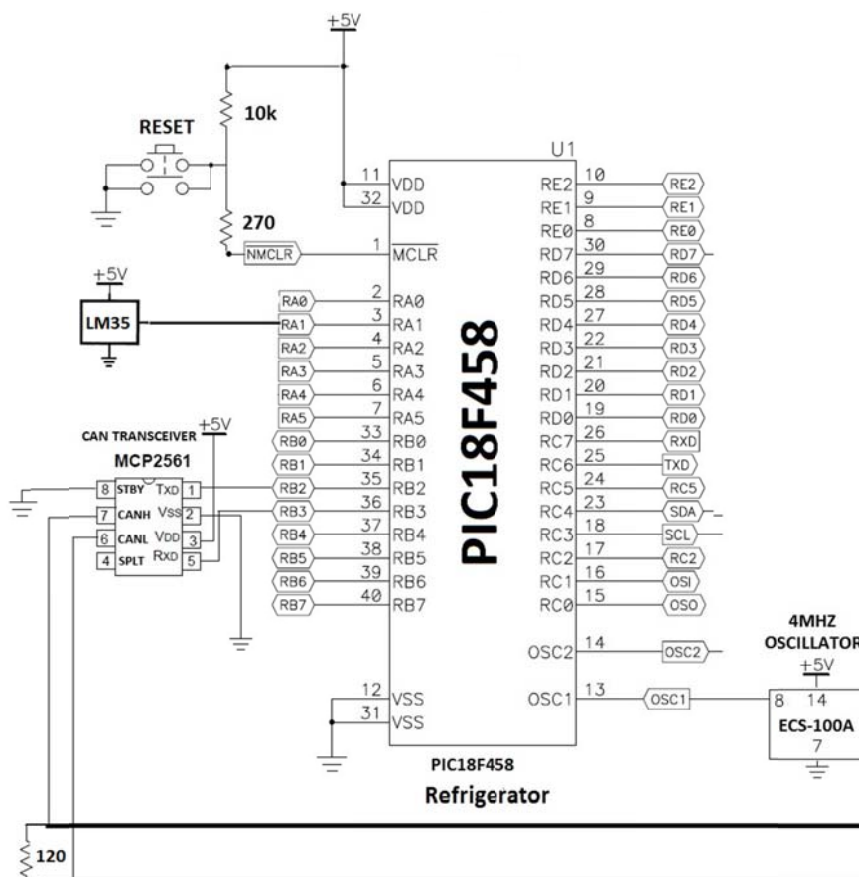 +5V
10k
RESET
U1
11 VDD RE2 10 RE2
32 VDD RE1 9 RE1
270 RE0 8 RE0
NMCLR 1 MCLR RD7 30 RD7
+5V RD6 29 RD6
RA0 2 RA0 RD5 28 RD5
LM35 RA1 3 RA1 RD4 27 RD4
RA2 4 RA2 RD3 22 RD3
RA3 5 RA3 RD2 21 RD2
RA4 6 RA4 RD1 20 RD1
RA5 7 RA5 RD0 19 RD0
CAN TRANSCEIVER +5V RB0 33 RB0 RC7 26 RXD
MCP2561 RB1 34 RB1 RC6 25 TXD
8 STBY TXD 1 RB2 35 RB2 RC5 24 RC5
7 CANH VSS 2 RB3 36 RB3 RC4 23 SDA
6 CANL VDD 3 RB4 37 RB4 RC3 18 SCL
4 SPLT RXD 5 RB5 38 RB5 RC2 17 RC2
RB6 39 RB6 RC1 16 OSI
RB7 40 RB7 RC0 15 OSO
PIC18F458
4MHZ
OSCILLATOR
OSC2 14 OSC2 +5V
12 VSS OSC1 13 OSC1 8 14
31 VSS ECS-100A
7
PIC18F458
Refrigerator
120